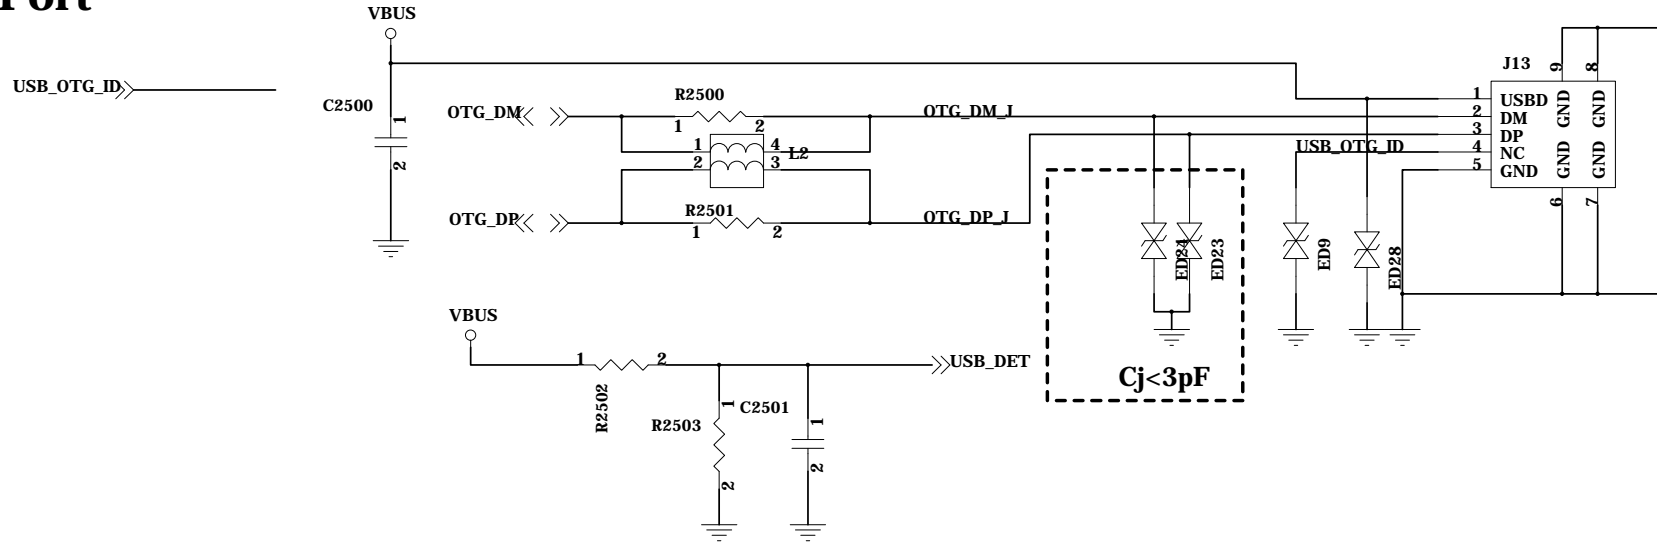 VBUS
USB_OTG_ID
C2500
1
2
OTG_DM
R2500
1
2
OTG_DM_J
1
4
L2
2
3
OTG_DP
R2501
1
2
OTG_DP_J
J13
9
8
1
USBD
GND
GND
2
DM
3
DP
USB_OTG_ID
4
NC
GND
GND
5
GND
6
7
ED24
ED23
ED9
ED28
Cj<3pF
VBUS
1
2
R2502
USB_DET
R2503
1
2
C2501
1
2